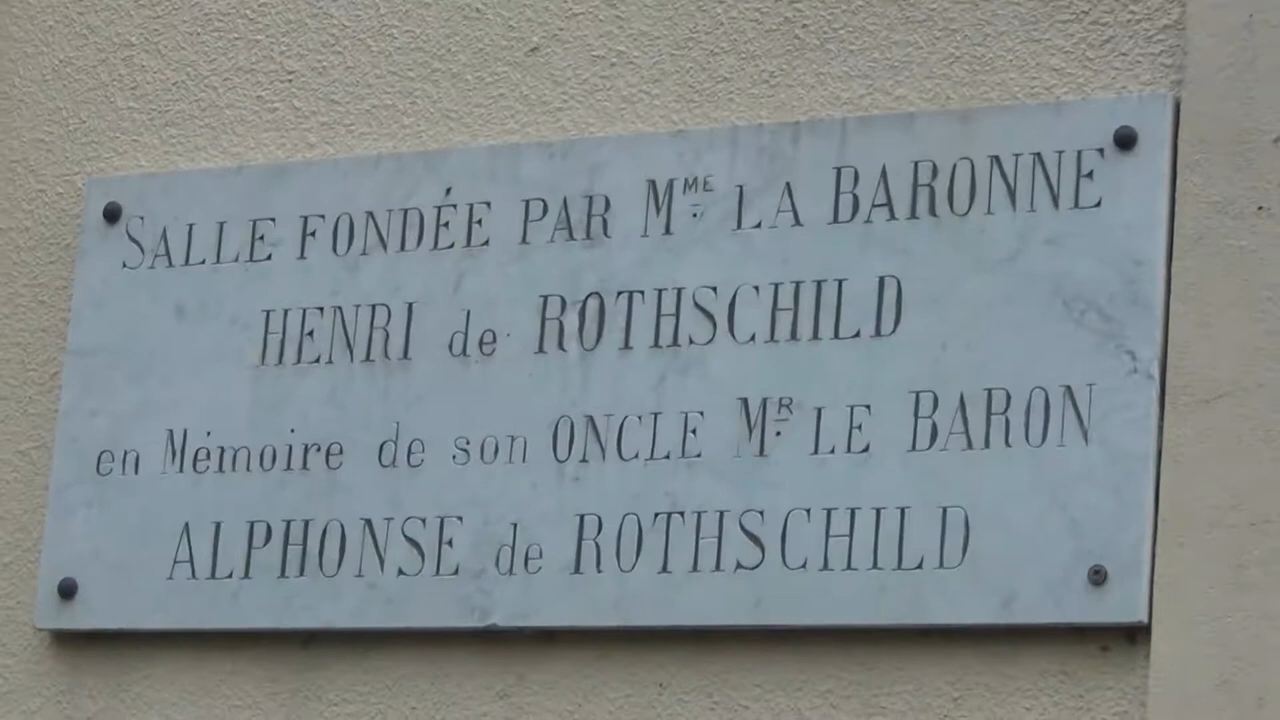 SALLE FONDÉE PAR MME LA BARONNE
HENRI de ROTHSCHILD
en Mémoire de son ONCLE MR LE BARON
ALPHONSE de ROTHSCHILD